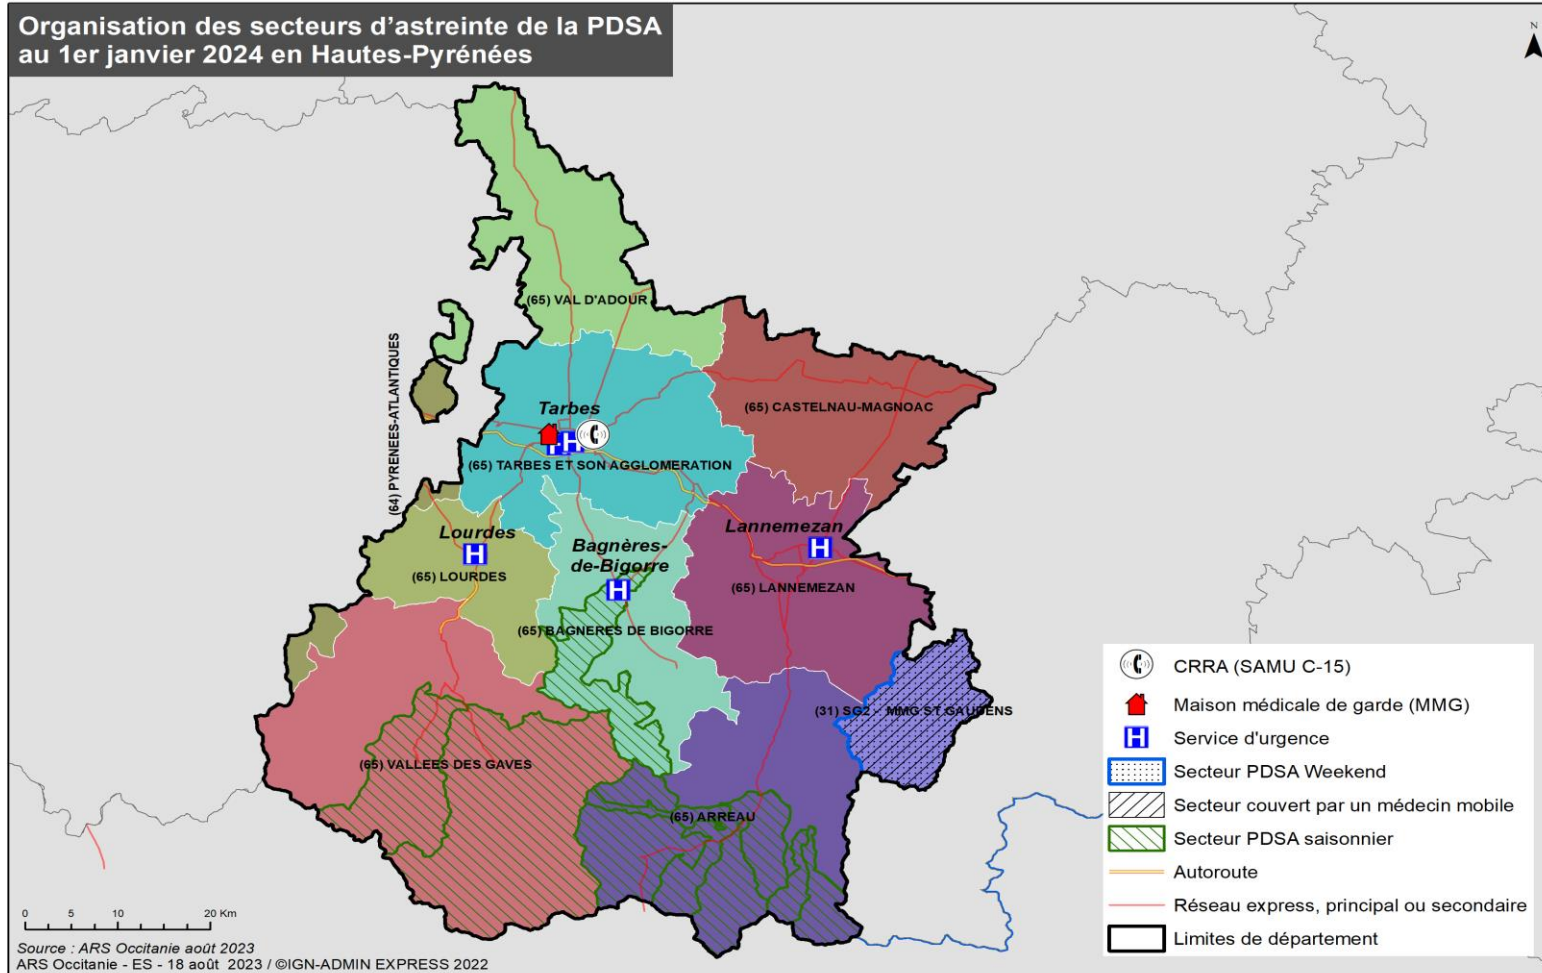 Organisation des secteurs d'astreinte de la PDSA
au 1er janvier 2024 en Hautes-Pyrénées
N
(65) VAL D'ADOUR
(64) PYRENEES-ATLANTIQUES
(65) CASTELNAU-MAGNOAC
Tarbes
H
(65) TARBES ET SON AGGLOMERATION
Lourdes
H
(65) LOURDES
Bagnères-
de-Bigorre
H
(65) BAGNERES DE BIGORRE
Lannemezan
H
(65) LANNEMEZAN
(31) SG2 - MMG ST GAUDENS
(65) VALLEES DES GAVES
(65) ARREAU
CRRA (SAMU C-15)
Maison médicale de garde (MMG)
H Service d'urgence
Secteur PDSA Weekend
Secteur couvert par un médecin mobile
Secteur PDSA saisonnier
Autoroute
Réseau express, principal ou secondaire
Limites de département
0 5 10 20 Km
Source : ARS Occitanie août 2023
ARS Occitanie - ES - 18 août 2023 / ©IGN-ADMIN EXPRESS 2022